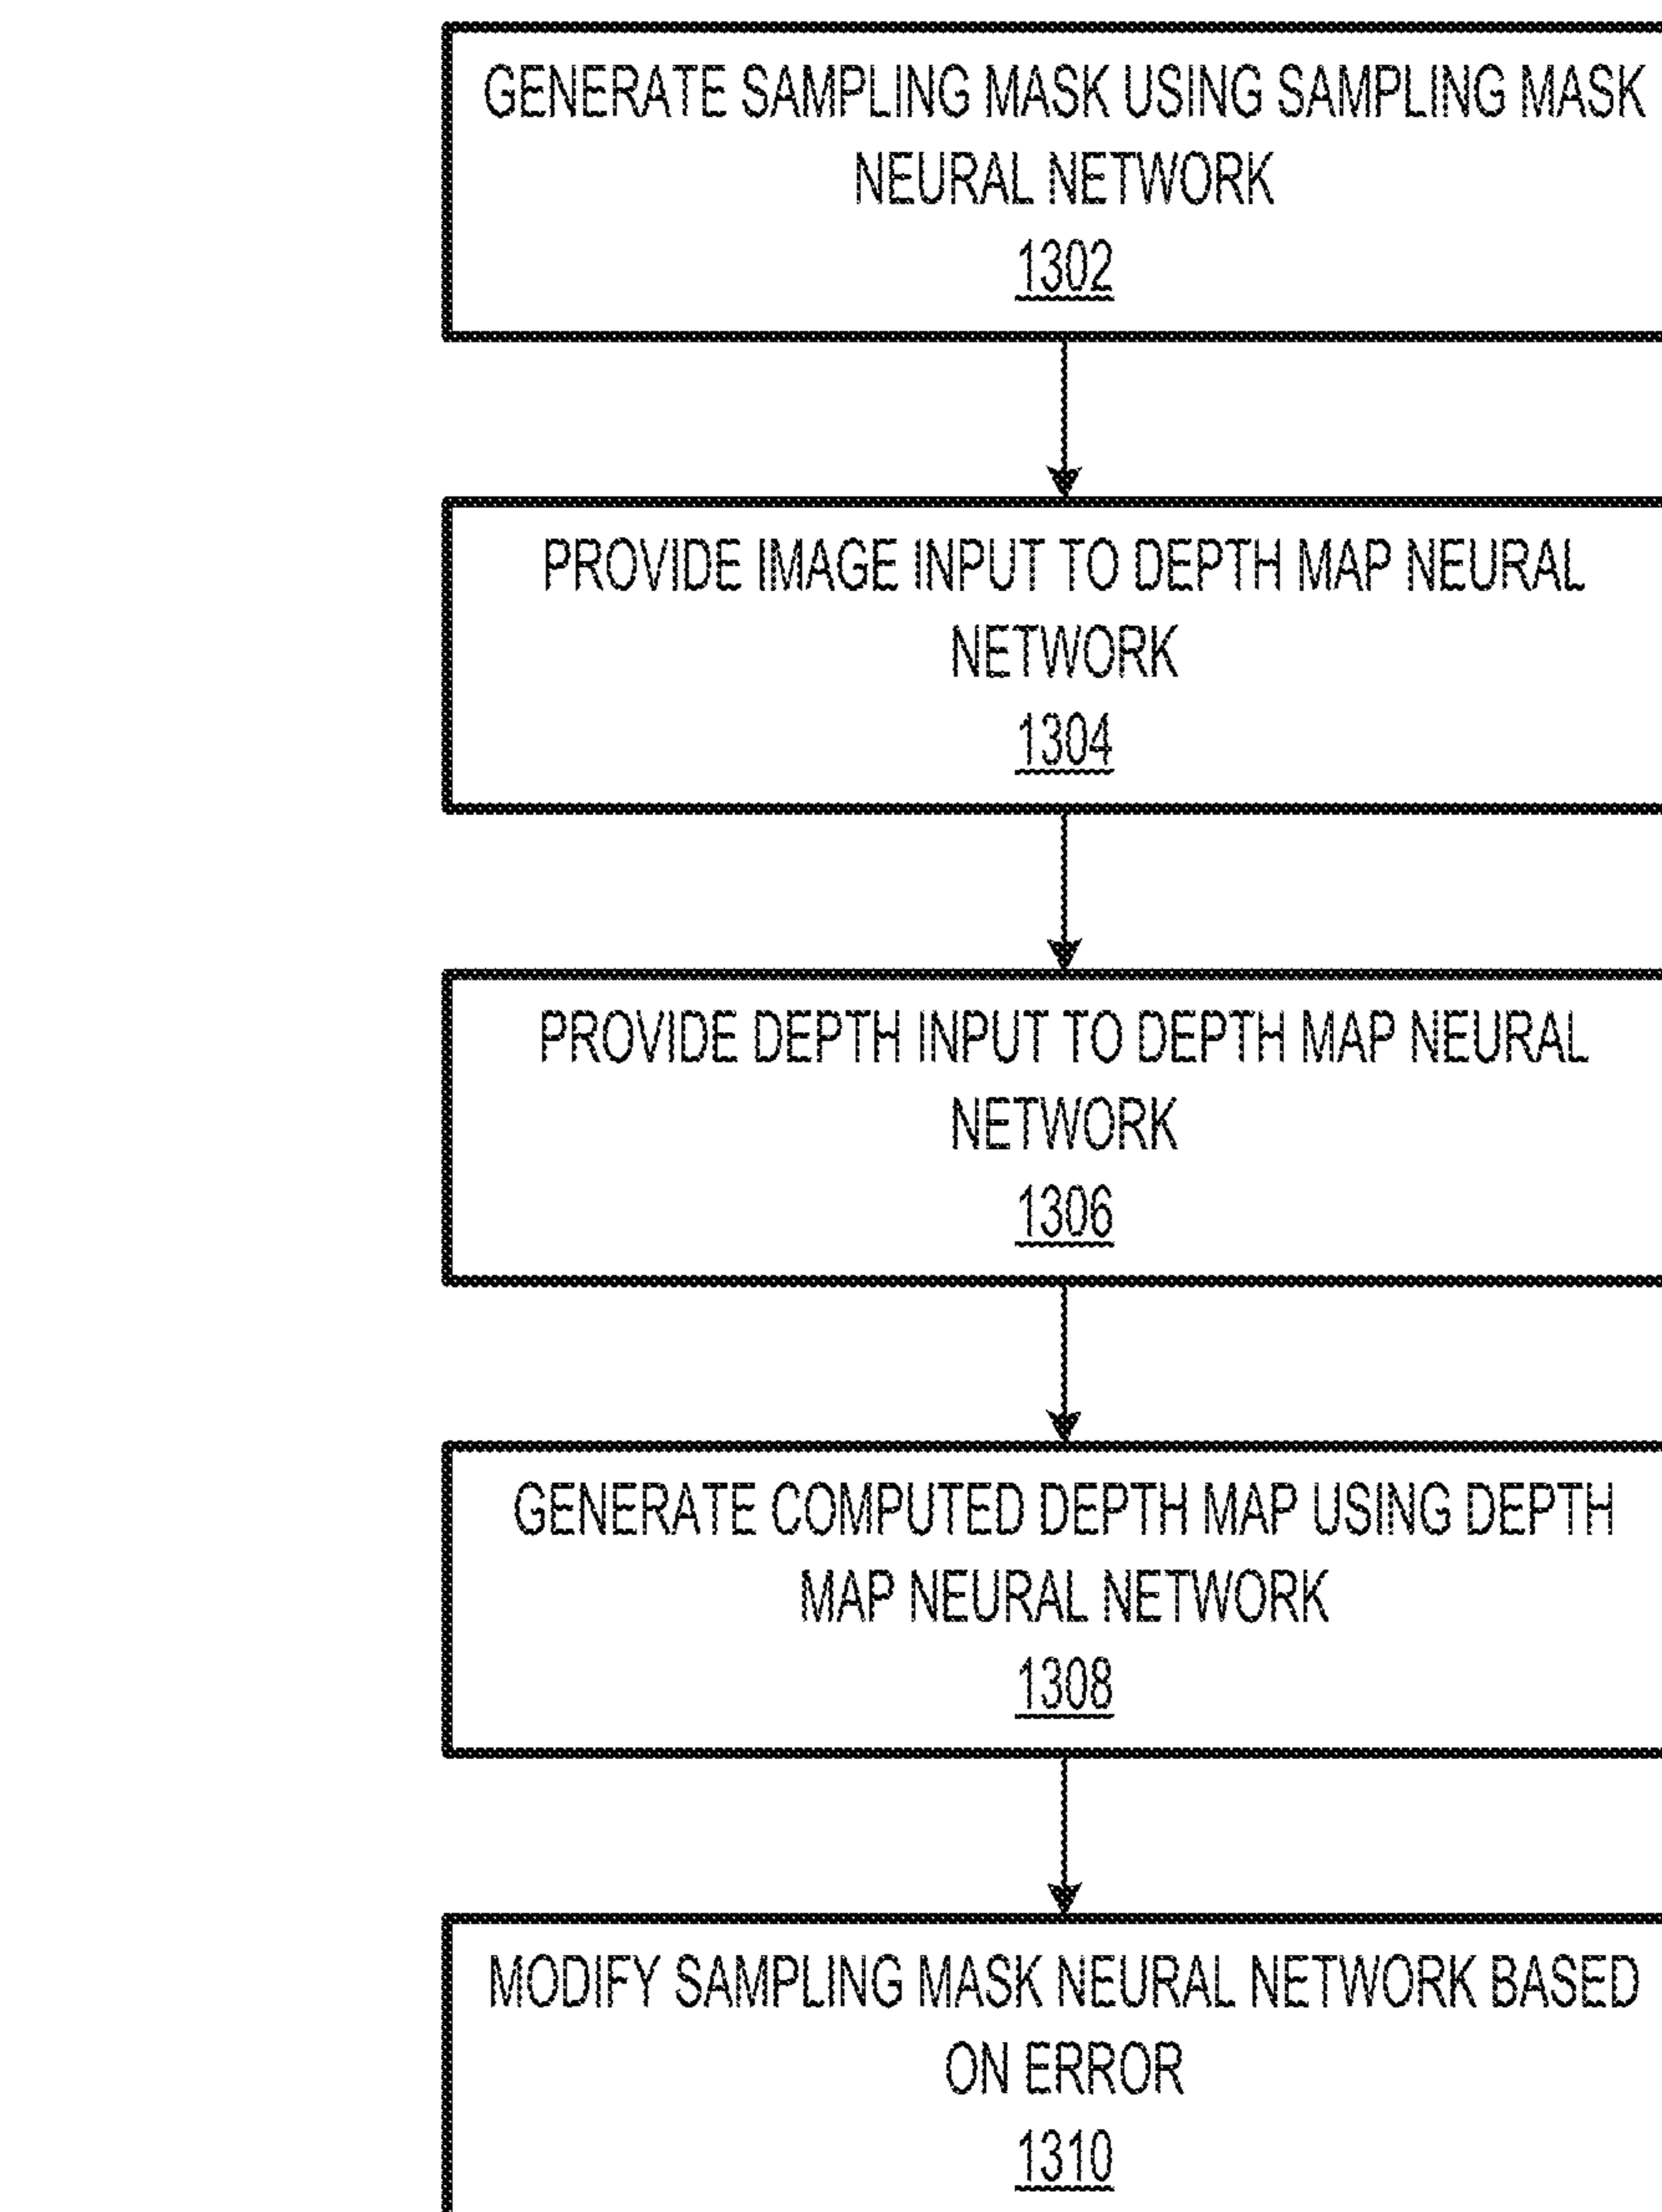 GENERATE SAMPLING MASK USING SAMPLING MASK
NEURAL NETWORK
1302
PROVIDE IMAGE INPUT TO DEPTH MAP NEURAL
NETWORK
1304
PROVIDE DEPTH INPUT TO DEPTH MAP NEURAL
NETWORK
1306
GENERATE COMPUTED DEPTH MAP USING DEPTH
MAP NEURAL NETWORK
1308
MODIFY SAMPLING MASK NEURAL NETWORK BASED
ON ERROR
1310